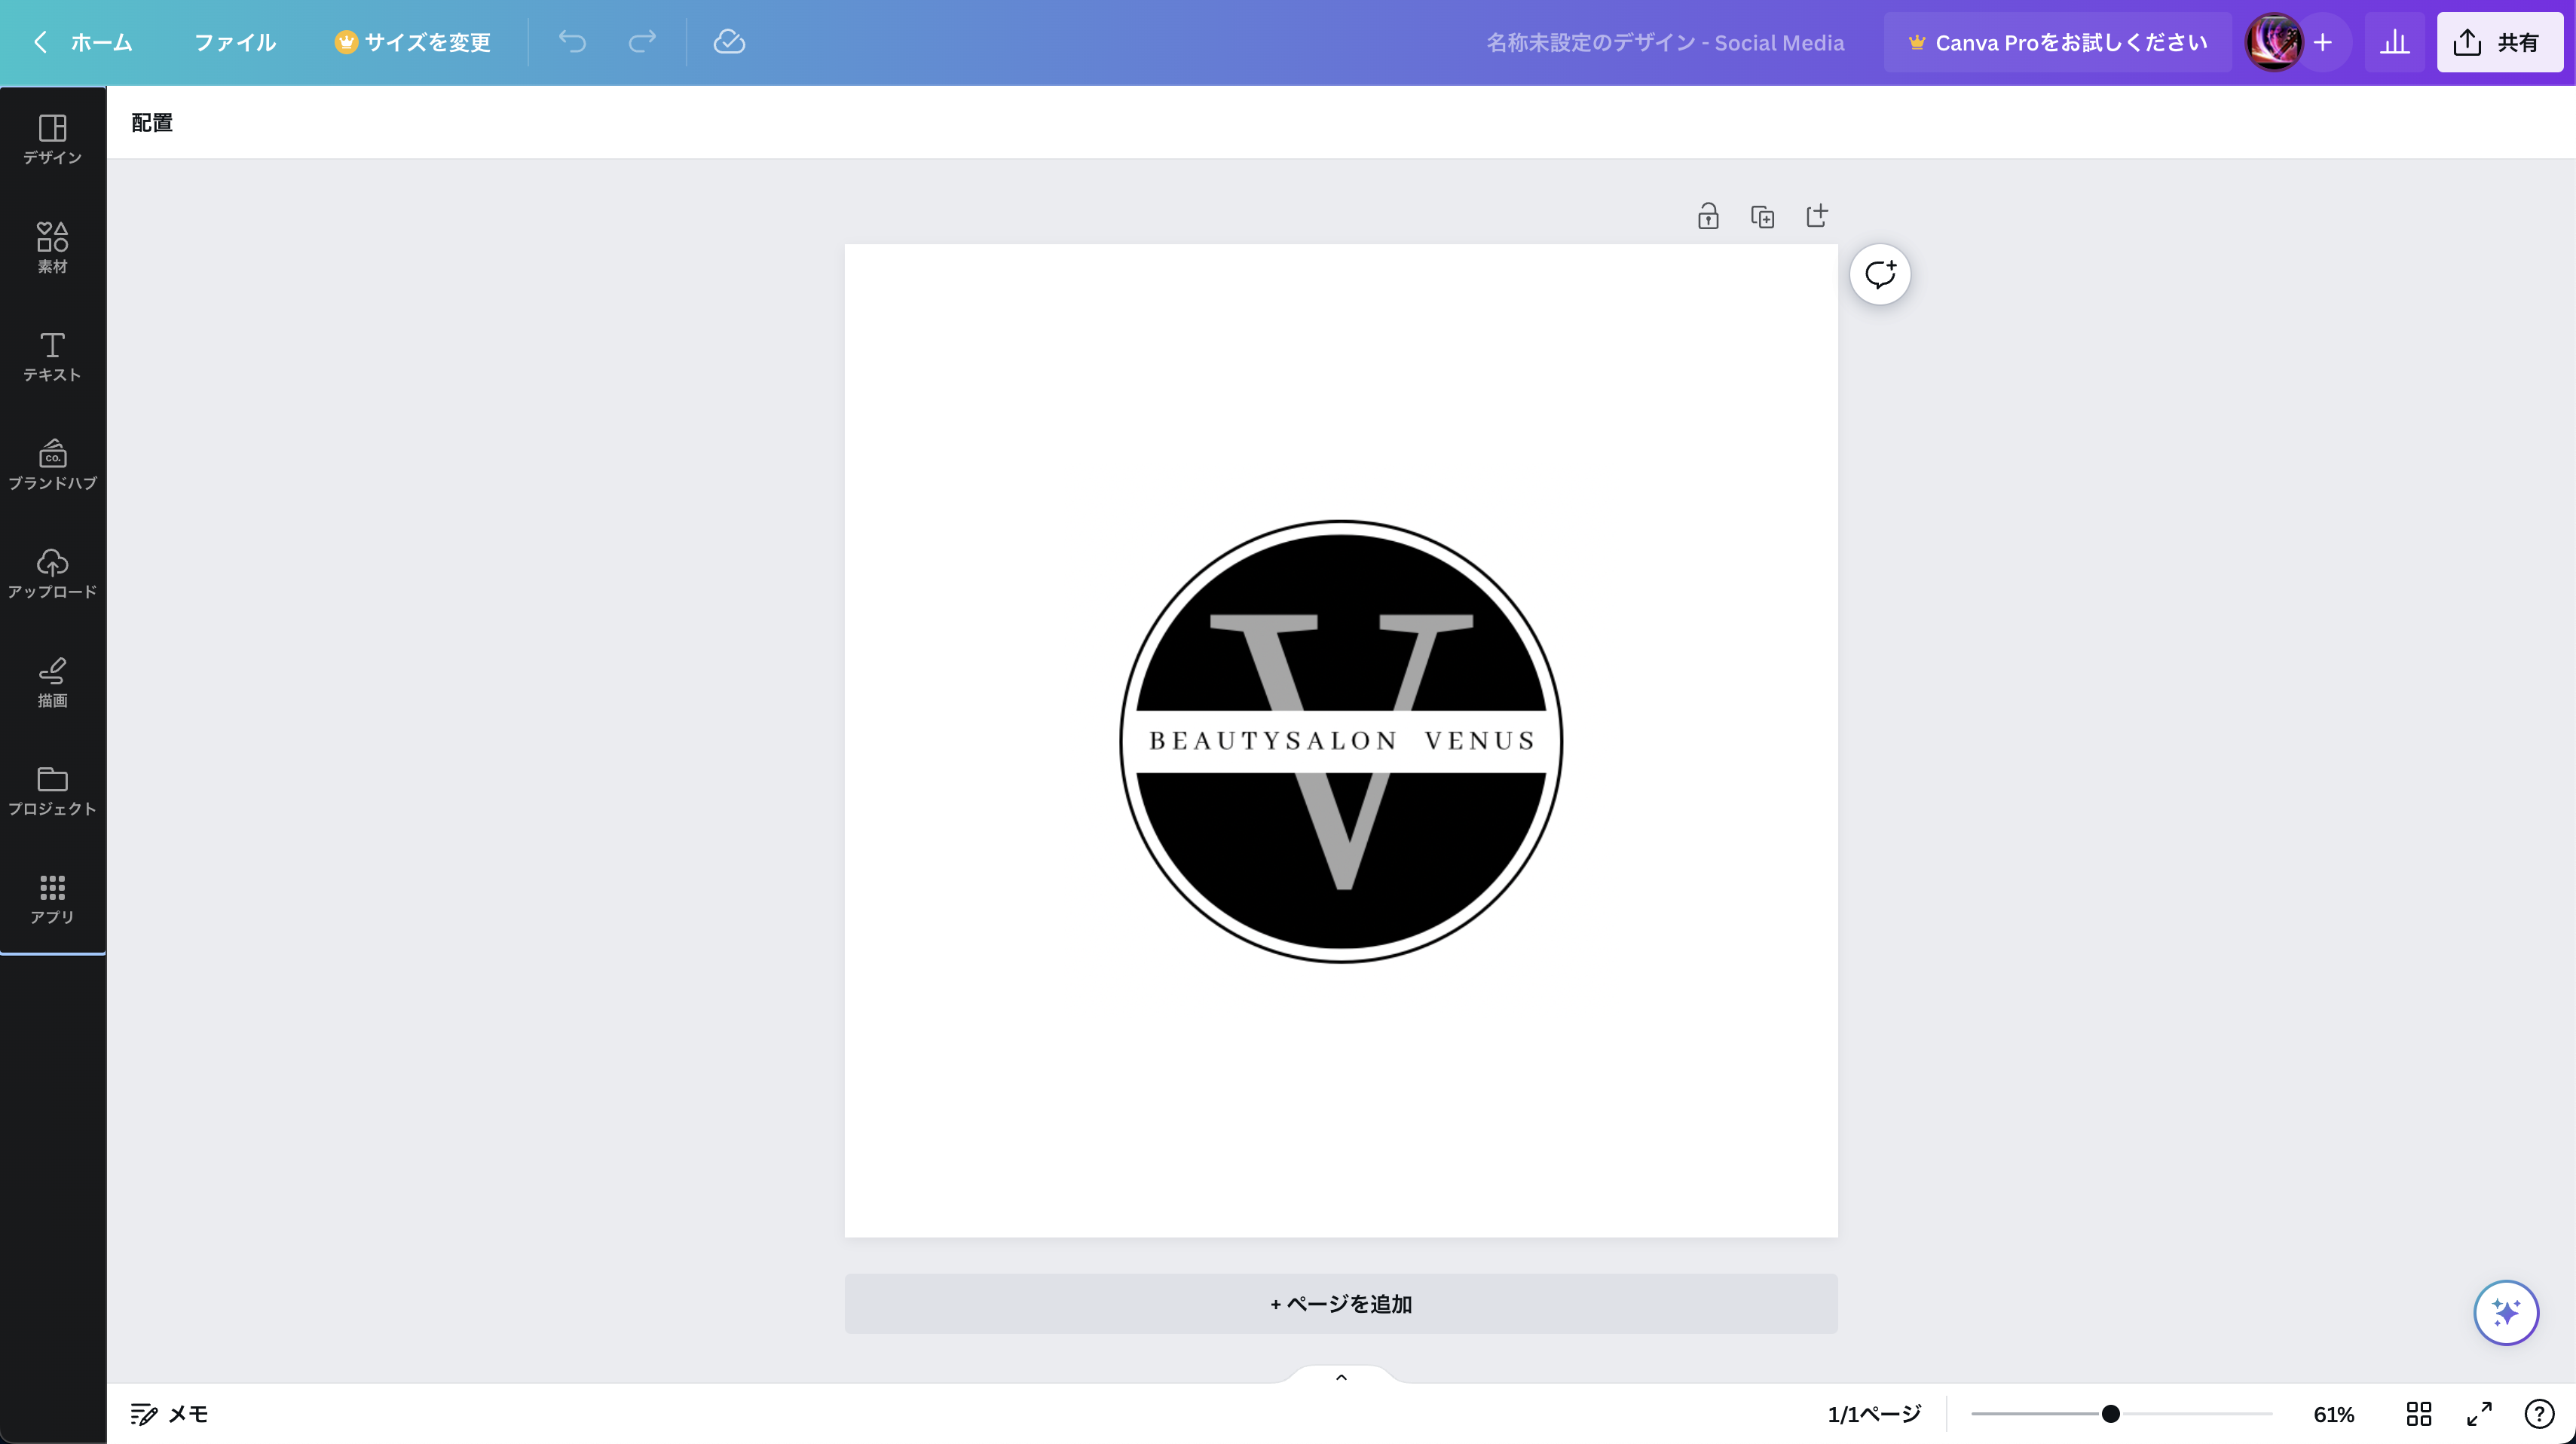 ホーム
ファイル
サイズを変更
名称未設定のデザイン - Social Media
Canva Proをお試しください
共有
配置
デザイン
素材
テキスト
CO.
ブランドハブ
アップロード
描画
プロジェクト
アプリ
V
BEAUTYSALON VENUS
+ ページを追加
メモ
1/1ページ
61%
?